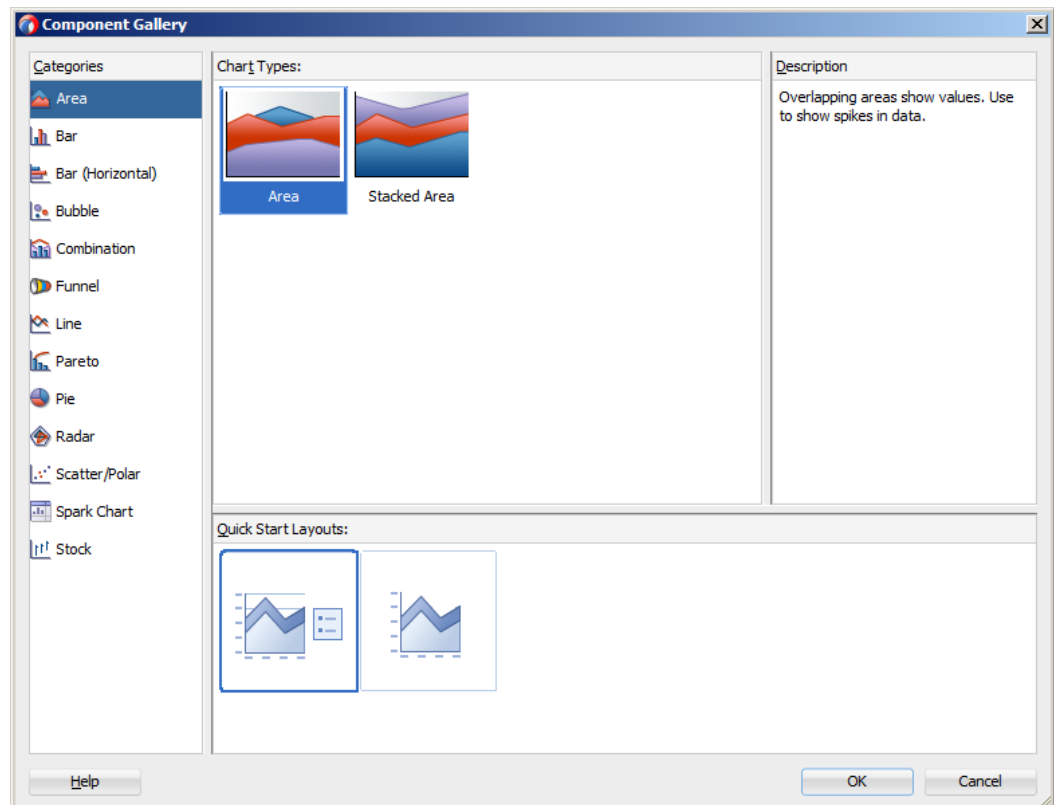 Component Gallery
Categories
Area
Bar
Bar (Horizontal)
Bubble
Combination
Funnel
Line
Pareto
Pie
Radar
Scatter/Polar
Spark Chart
Stock
Chart Types:
Area
Stacked Area
Description
Overlapping areas show values. Use
to show spikes in data.
Quick Start Layouts:
Help
OK
Cancel